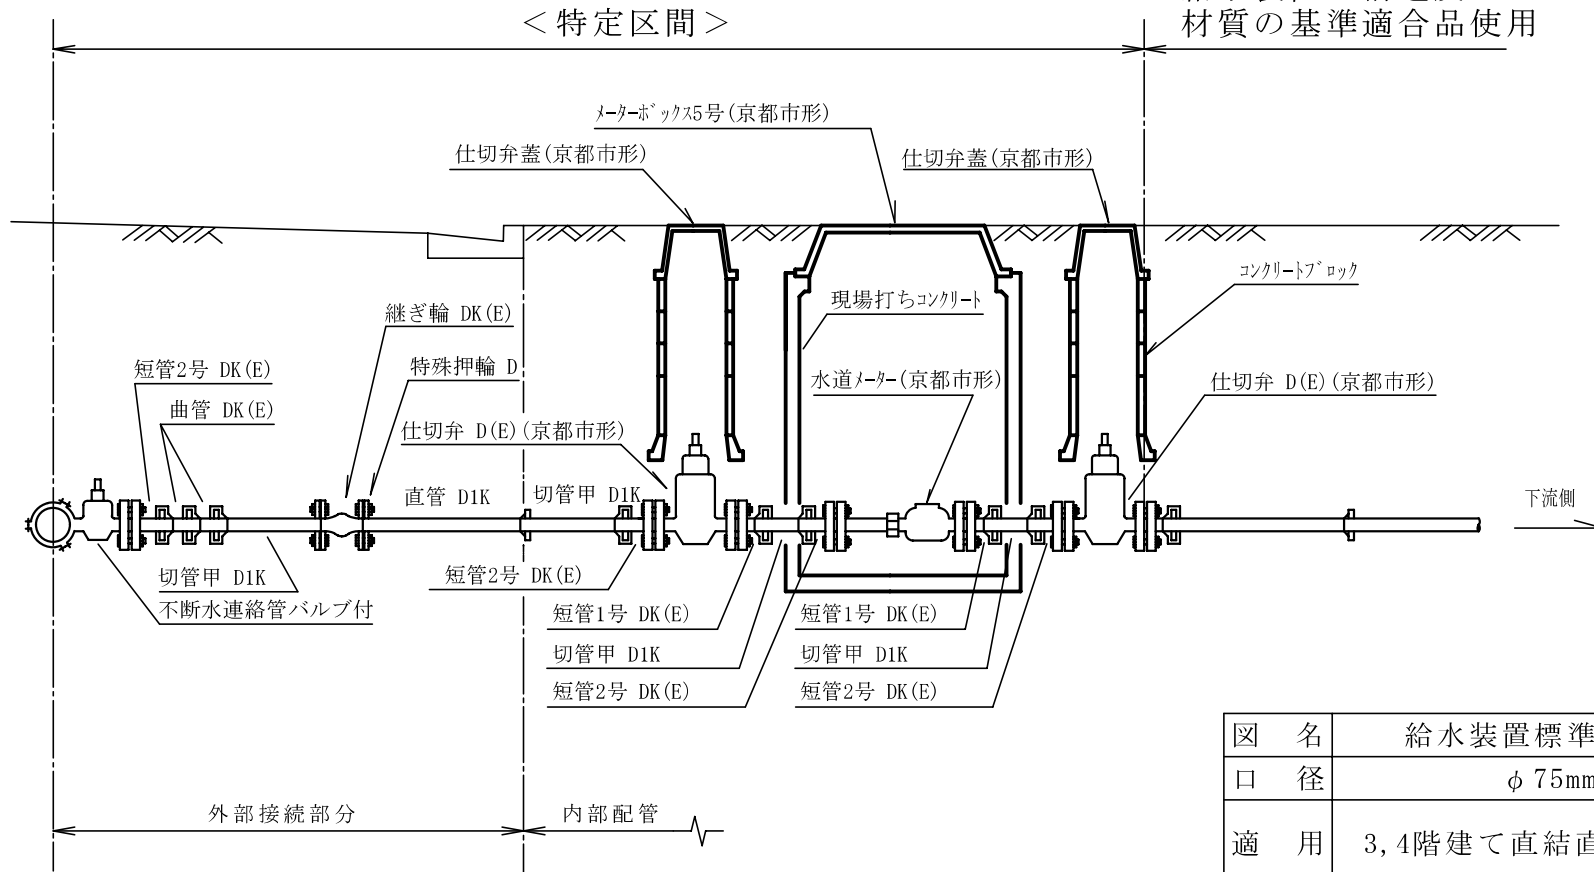 ＜特定区間＞
材質の基準適合品使用
ﾒｰﾀｰﾎﾞｯｸｽ5号(京都市形)
仕切弁蓋(京都市形)
仕切弁蓋(京都市形)
ｺﾝｸﾘｰﾄﾌﾞﾛｯｸ
現場打ちｺﾝｸﾘｰﾄ
継ぎ輪 DK(E)
短管2号 DK(E)
特殊押輪 D
水道ﾒｰﾀｰ(京都市形)
仕切弁 D(E)(京都市形)
曲管 DK(E)
仕切弁 D(E)(京都市形)
直管 D1K
切管甲 D1K
下流側
切管甲 D1K
短管2号 DK(E)
不断水連絡管バルブ付
短管1号 DK(E)
短管1号 DK(E)
切管甲 D1K
切管甲 D1K
短管2号 DK(E)
短管2号 DK(E)
図 名 給水装置標準
口 径 φ75mm
外部接続部分
内部配管
適 用 3,4階建て直結直